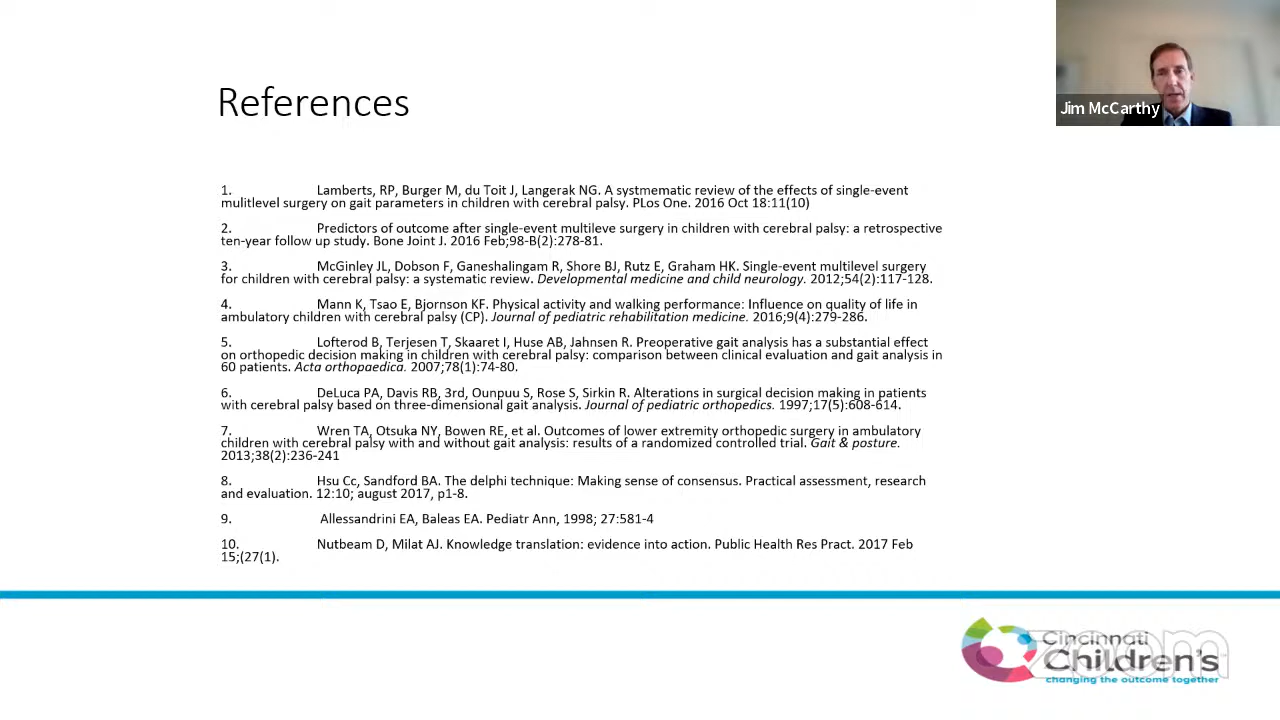 Jim McCarthy
References
1. Lamberts, RP, Burger M, du Toit J, Langerak NG. A systmematic review of the effects of single-event
mulitlevel surgery on gait parameters in children with cerebral palsy. PLos One. 2016 Oct 18:11(10)
2. Predictors of outcome after single-event multileve surgery in children with cerebral palsy: a retrospective
ten-year follow up study. Bone Joint J. 2016 Feb;98-B(2):278-81.
3. McGinley JL, Dobson F, Ganeshalingam R, Shore BJ, Rutz E, Graham HK. Single-event multilevel surgery
for children with cerebral palsy: a systematic review. Developmental medicine and child neurology. 2012;54(2):117-128.
4. Mann K, Tsao E, Bjornson KF. Physical activity and walking performance: Influence on quality of life in
ambulatory children with cerebral palsy (CP). Journal of pediatric rehabilitation medicine. 2016;9(4):279-286.
5. Lofterod B, Terjesen T, Skaaret I, Huse AB, Jahnsen R. Preoperative gait analysis has a substantial effect
on orthopedic decision making in children with cerebral palsy: comparison between clinical evaluation and gait analysis in
60 patients. Acta orthopaedica. 2007;78(1):74-80.
6. DeLuca PA, Davis RB, 3rd, Ounpuu S, Rose S, Sirkin R. Alterations in surgical decision making in patients
with cerebral palsy based on three-dimensional gait analysis. Journal of pediatric orthopedics. 1997;17(5):608-614.
7. Wren TA, Otsuka NY, Bowen RE, et al. Outcomes of lower extremity orthopedic surgery in ambulatory
children with cerebral palsy with and without gait analysis: results of a randomized controlled trial. Gait & posture.
2013;38(2):236-241
8. Hsu Cc, Sandford BA. The delphi technique: Making sense of consensus. Practical assessment, research
and evaluation. 12:10; august 2017, p1-8.
9. Allessandrini EA, Baleas EA. Pediatr Ann, 1998; 27:581-4
10. Nutbeam D, Milat AJ. Knowledge translation: evidence into action. Public Health Res Pract. 2017 Feb
15;(27(1).
Cincinnati
Children's
changing the outcome together
zoom